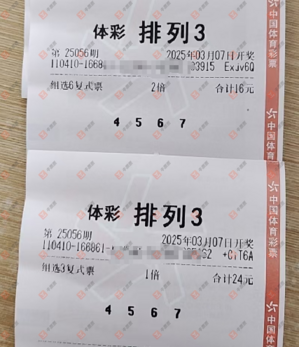 体彩 排列3
第 25056期 2025年03月07日开奖
110410-1668 3915 ExJv6Q
组选6复式票 2倍 合计16元
4 5 6 7
中国体育彩票
体彩 排列3
第 25056期 2025年03月07日开奖
110410-166861 +CiT6A
组选3复式票 1倍 合计24元
4 5 6 7
中国体育彩票